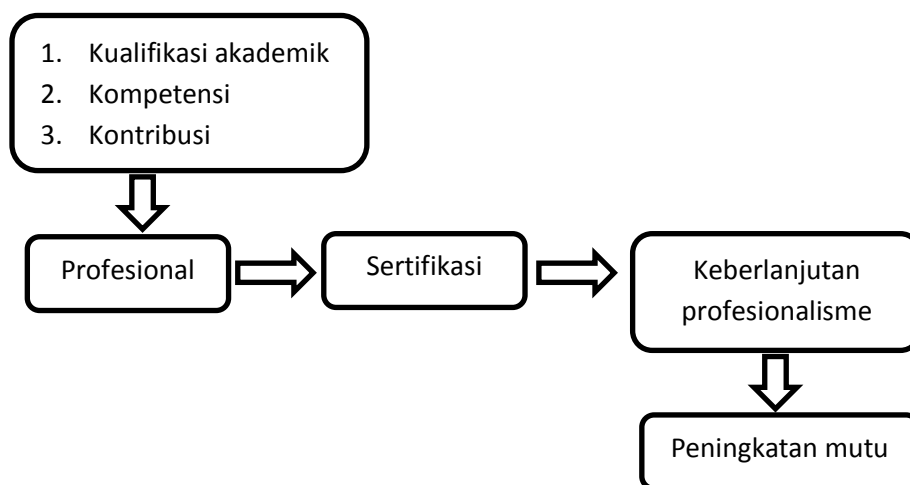 1. Kualifikasi akademik
2. Kompetensi
3. Kontribusi
Profesional
Sertifikasi
Keberlanjutan
profesionalisme
Peningkatan mutu